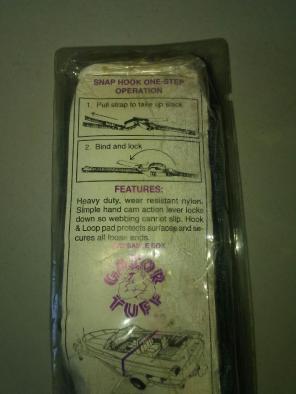 SNAP HOOK ONE-STEP
OPERATION
1. Pull strap to take up slack
2. Bind and lock
FEATURES:
Heavy duty, wear resistant nylon.
Simple hand cam action lever locks
down so webbing cant slip. Hook
& Loop pad protects surfaces and se-
cures all loose ends.
GATOR
TUFF